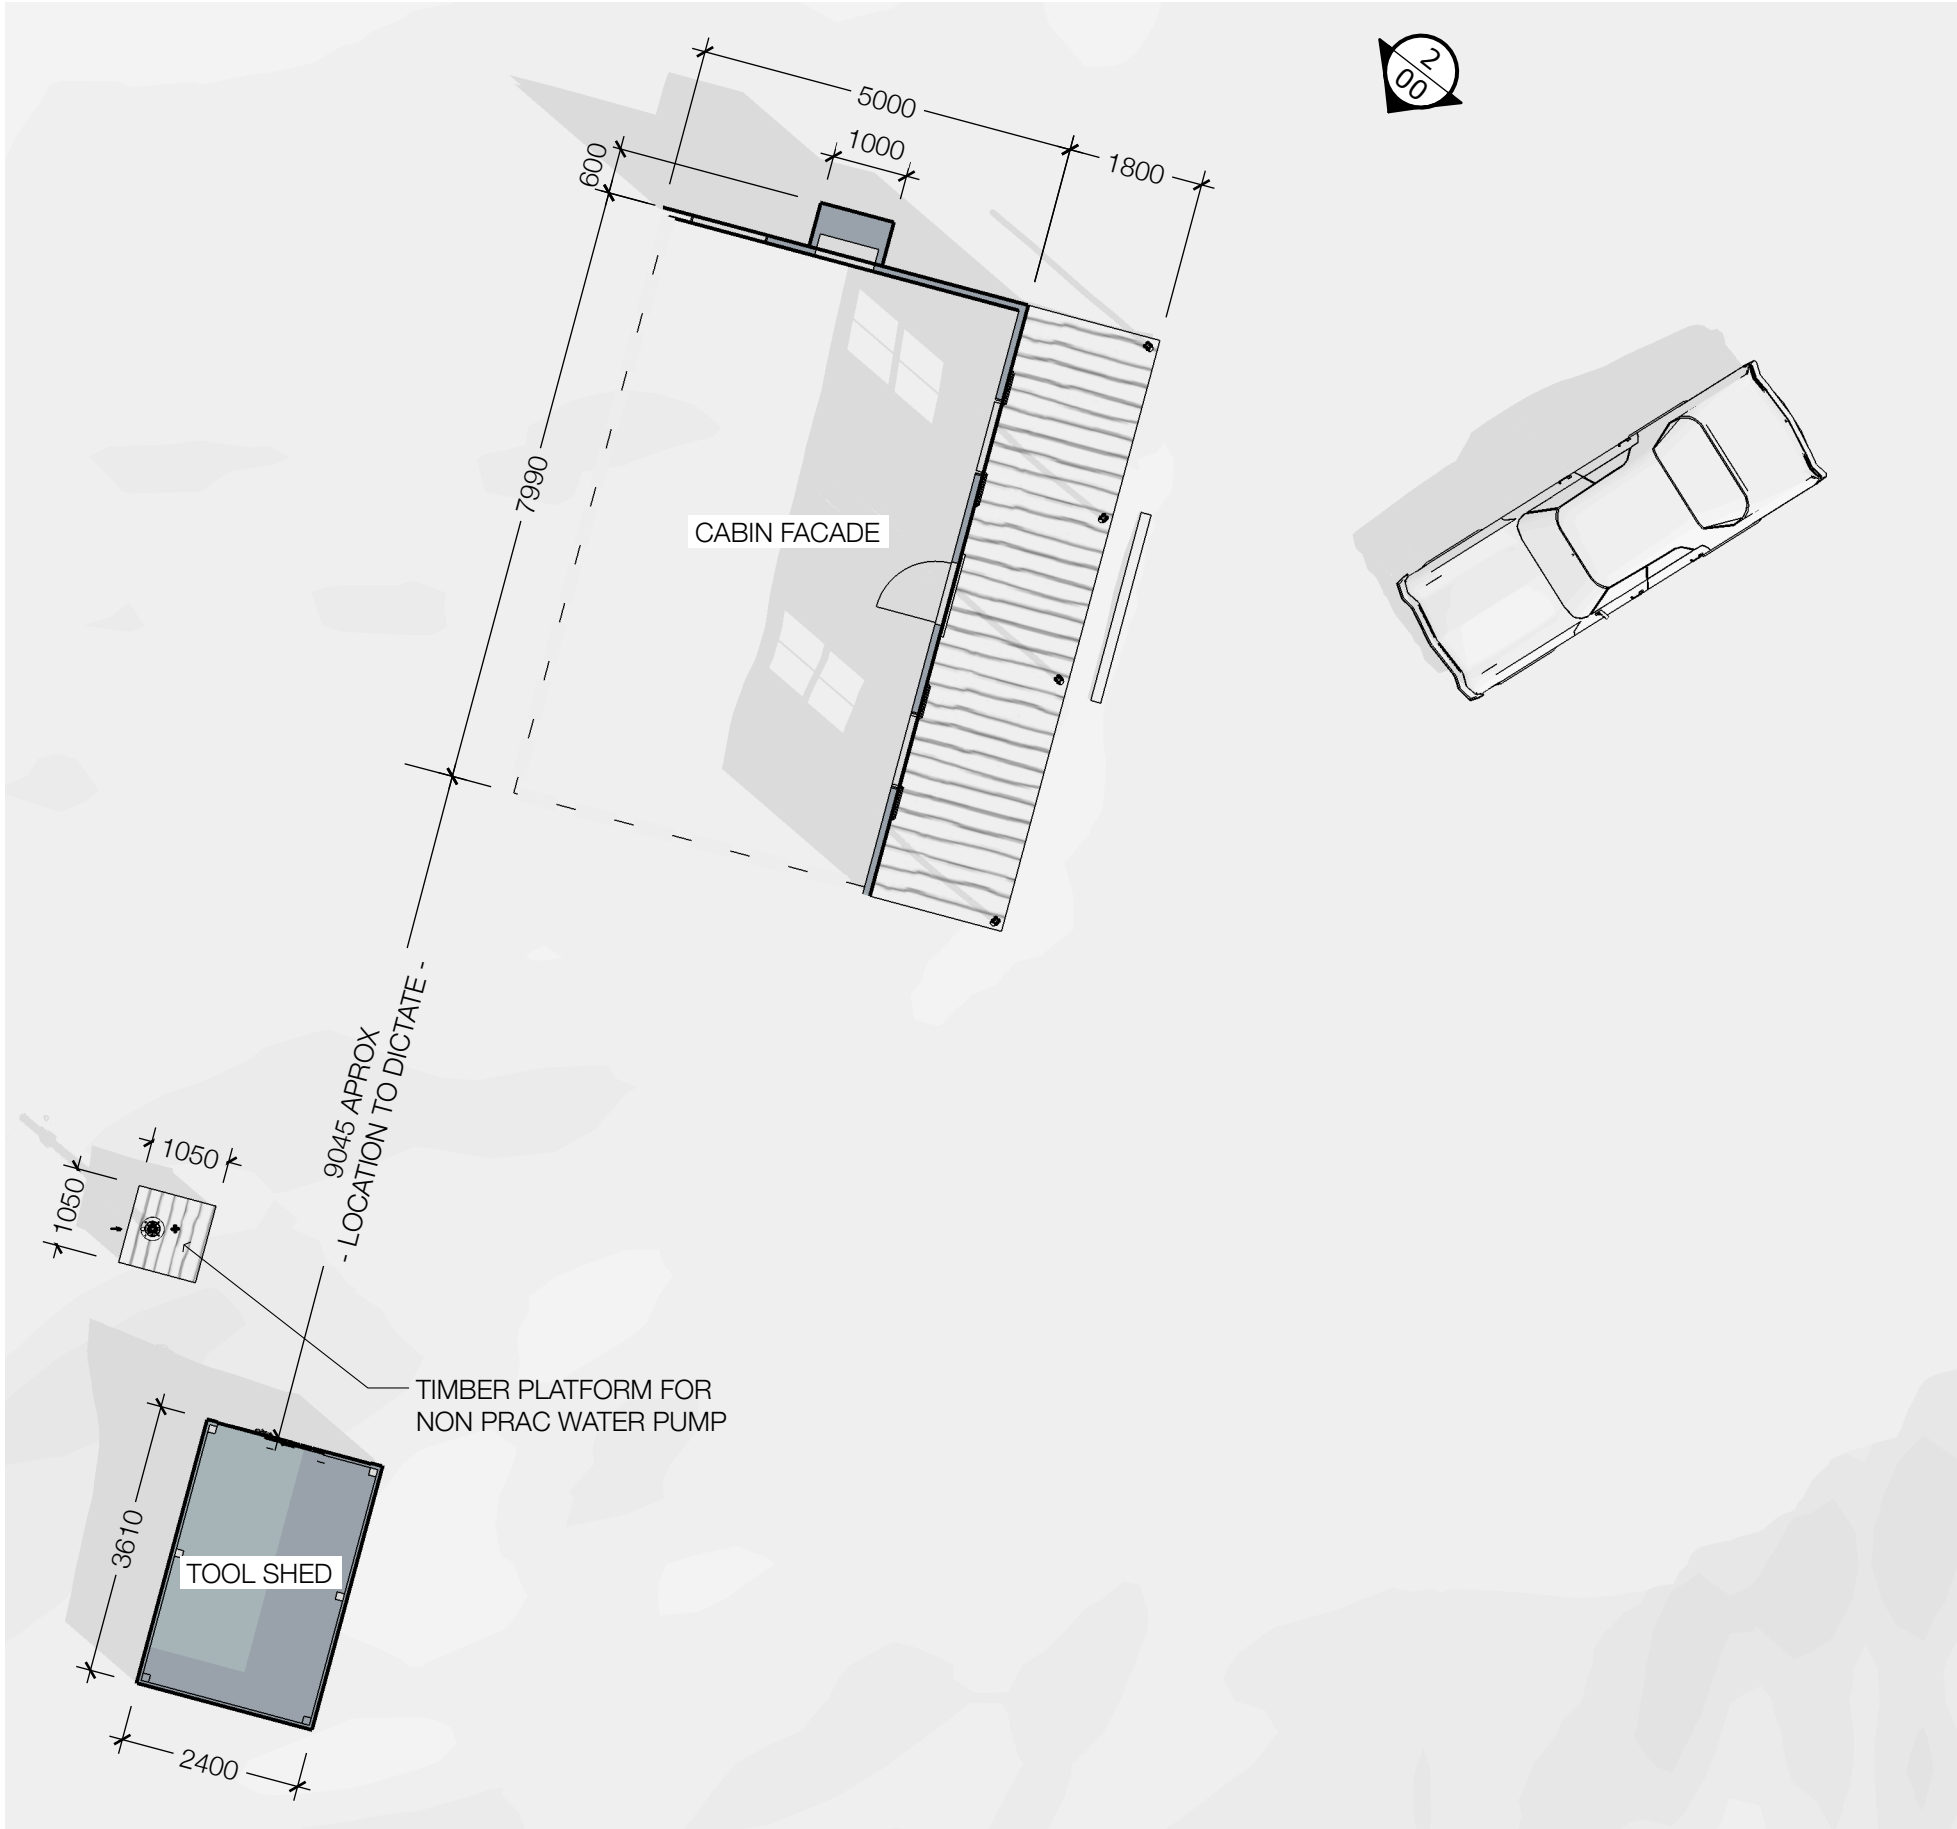 2
00
5000
1000
1800
600
7990
CABIN FACADE
9045 APROX
- LOCATION TO DICTATE -
1050
1050
TIMBER PLATFORM FOR
NON PRAC WATER PUMP
3610
TOOL SHED
2400